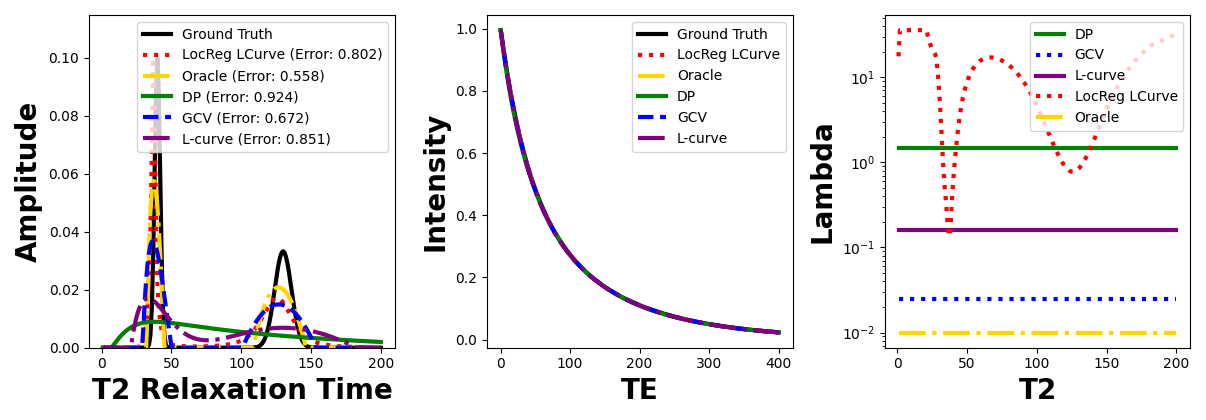 Amplitude
0.00
0.02
0.04
0.06
0.08
0.10
0
50
100
150
200
T2 Relaxation Time
Ground Truth
LocReg LCurve (Error: 0.802)
Oracle (Error: 0.558)
DP (Error: 0.924)
GCV (Error: 0.672)
L-curve (Error: 0.851)
Intensity
0.0
0.2
0.4
0.6
0.8
1.0
0
100
200
300
400
TE
Ground Truth
LocReg LCurve
Oracle
DP
GCV
L-curve
Lambda
10⁻²
10⁻¹
10⁰
10¹
0
50
100
150
200
T2
DP
GCV
L-curve
LocReg LCurve
Oracle